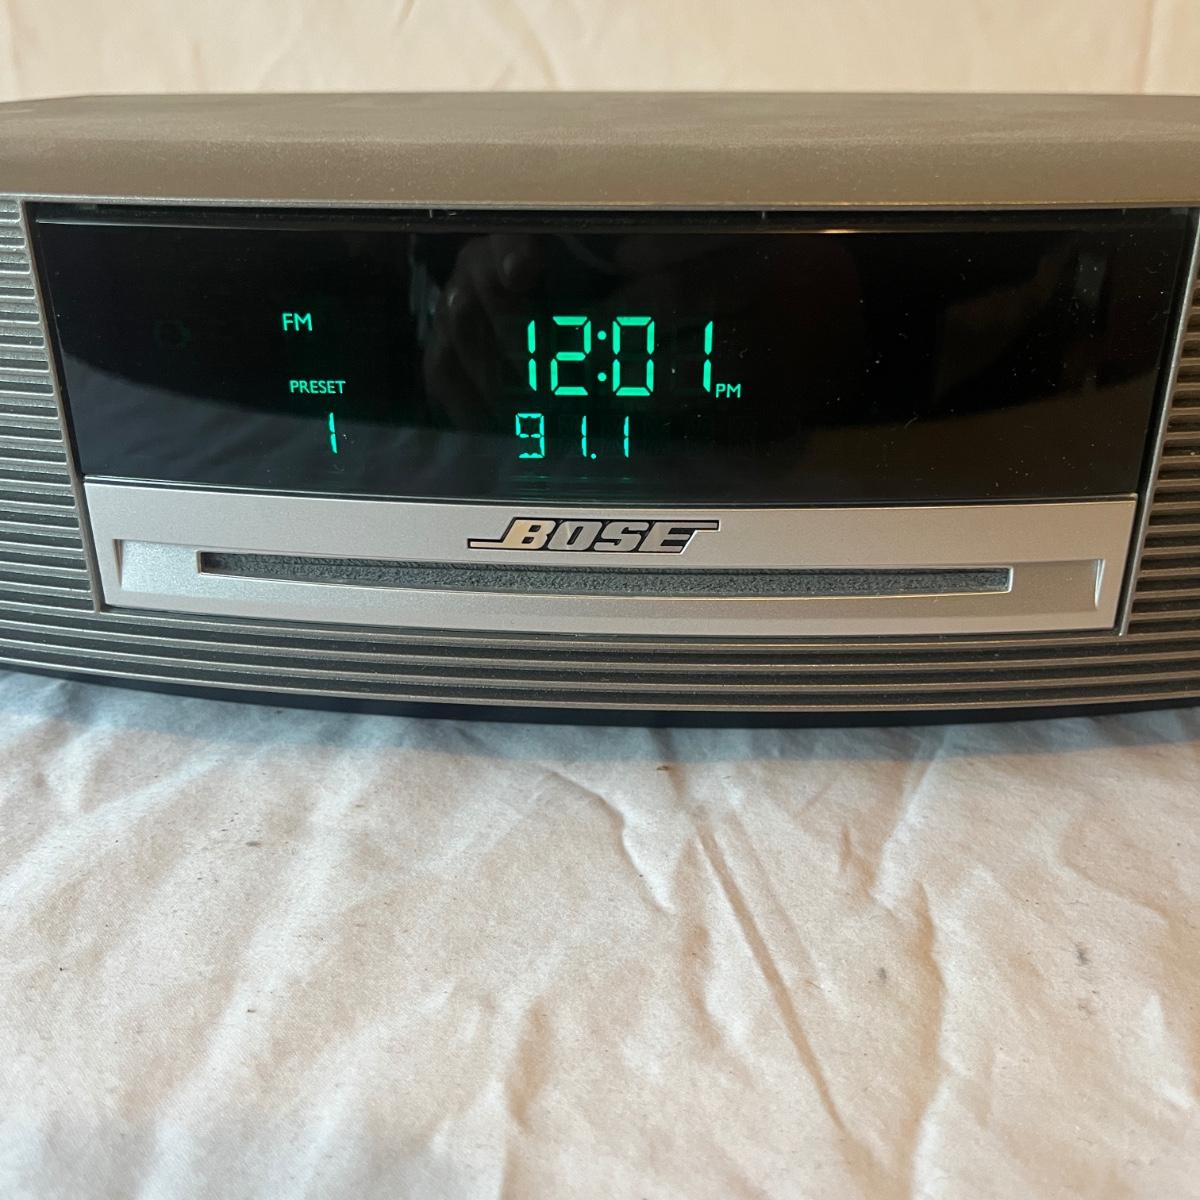 FM
12:01 PM
PRESET
1
91.1
BOSE